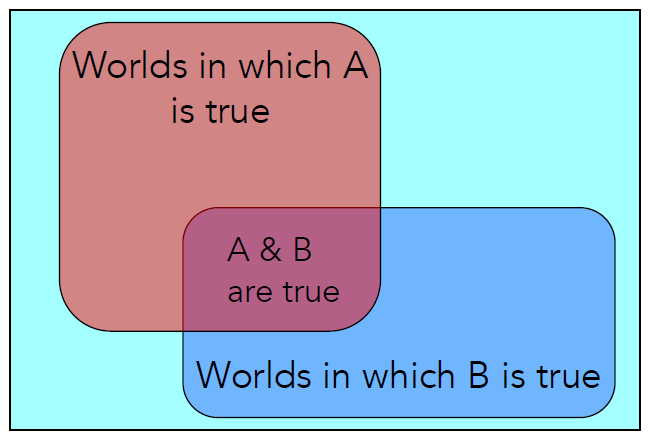 Worlds in which A
is true
A & B
are true
Worlds in which B is true